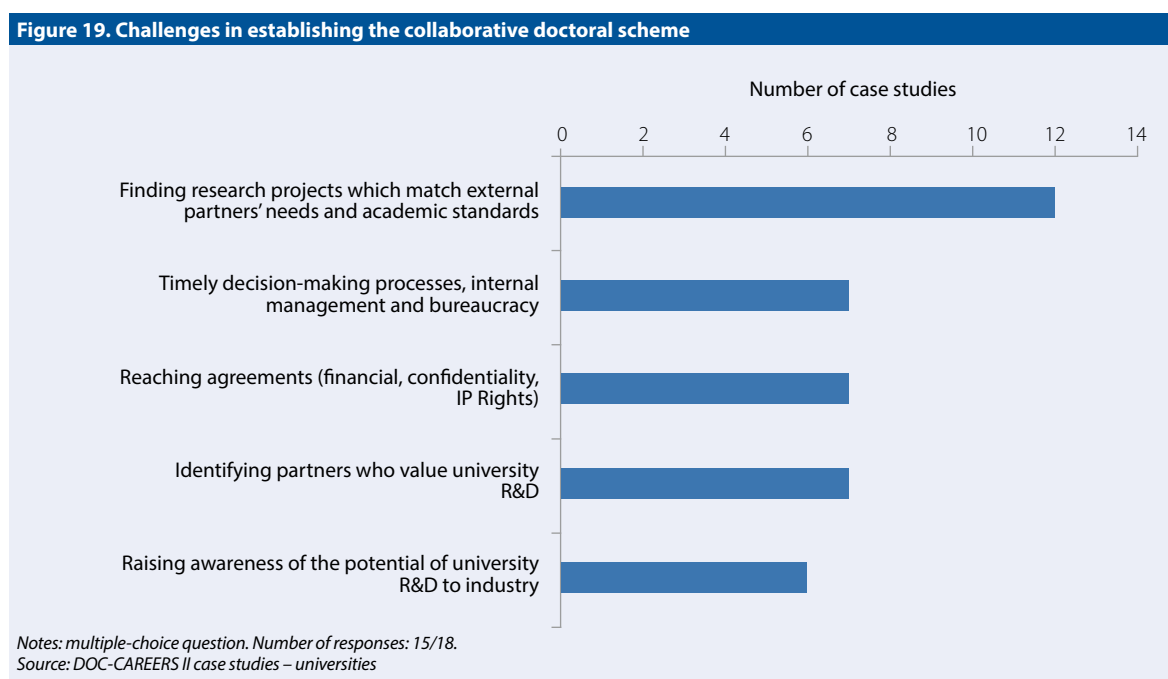 Figure 19. Challenges in establishing the collaborative doctoral scheme
Number of case studies
0 2 4 6 8 10 12 14
Finding research projects which match external
partners’ needs and academic standards
Timely decision-making processes, internal
management and bureaucracy
Reaching agreements (financial, confidentiality,
IP Rights)
Identifying partners who value university
R&D
Raising awareness of the potential of university
R&D to industry
Notes: multiple-choice question. Number of responses: 15/18.
Source: DOC-CAREERS II case studies – universities